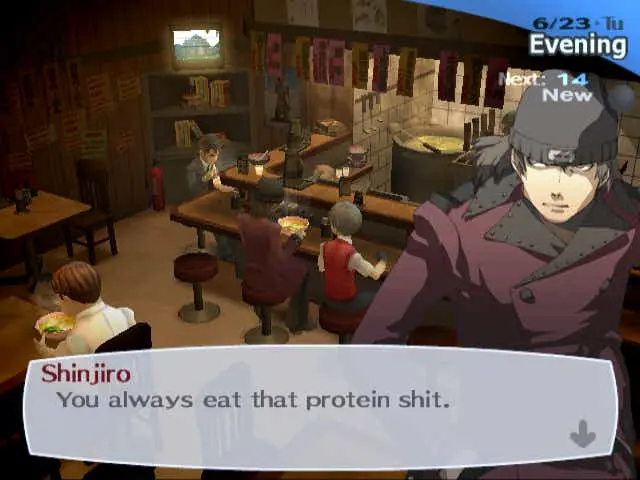 6/23 · Tu
Evening
Next: 14
New
Shinjiro
You always eat that protein shit.